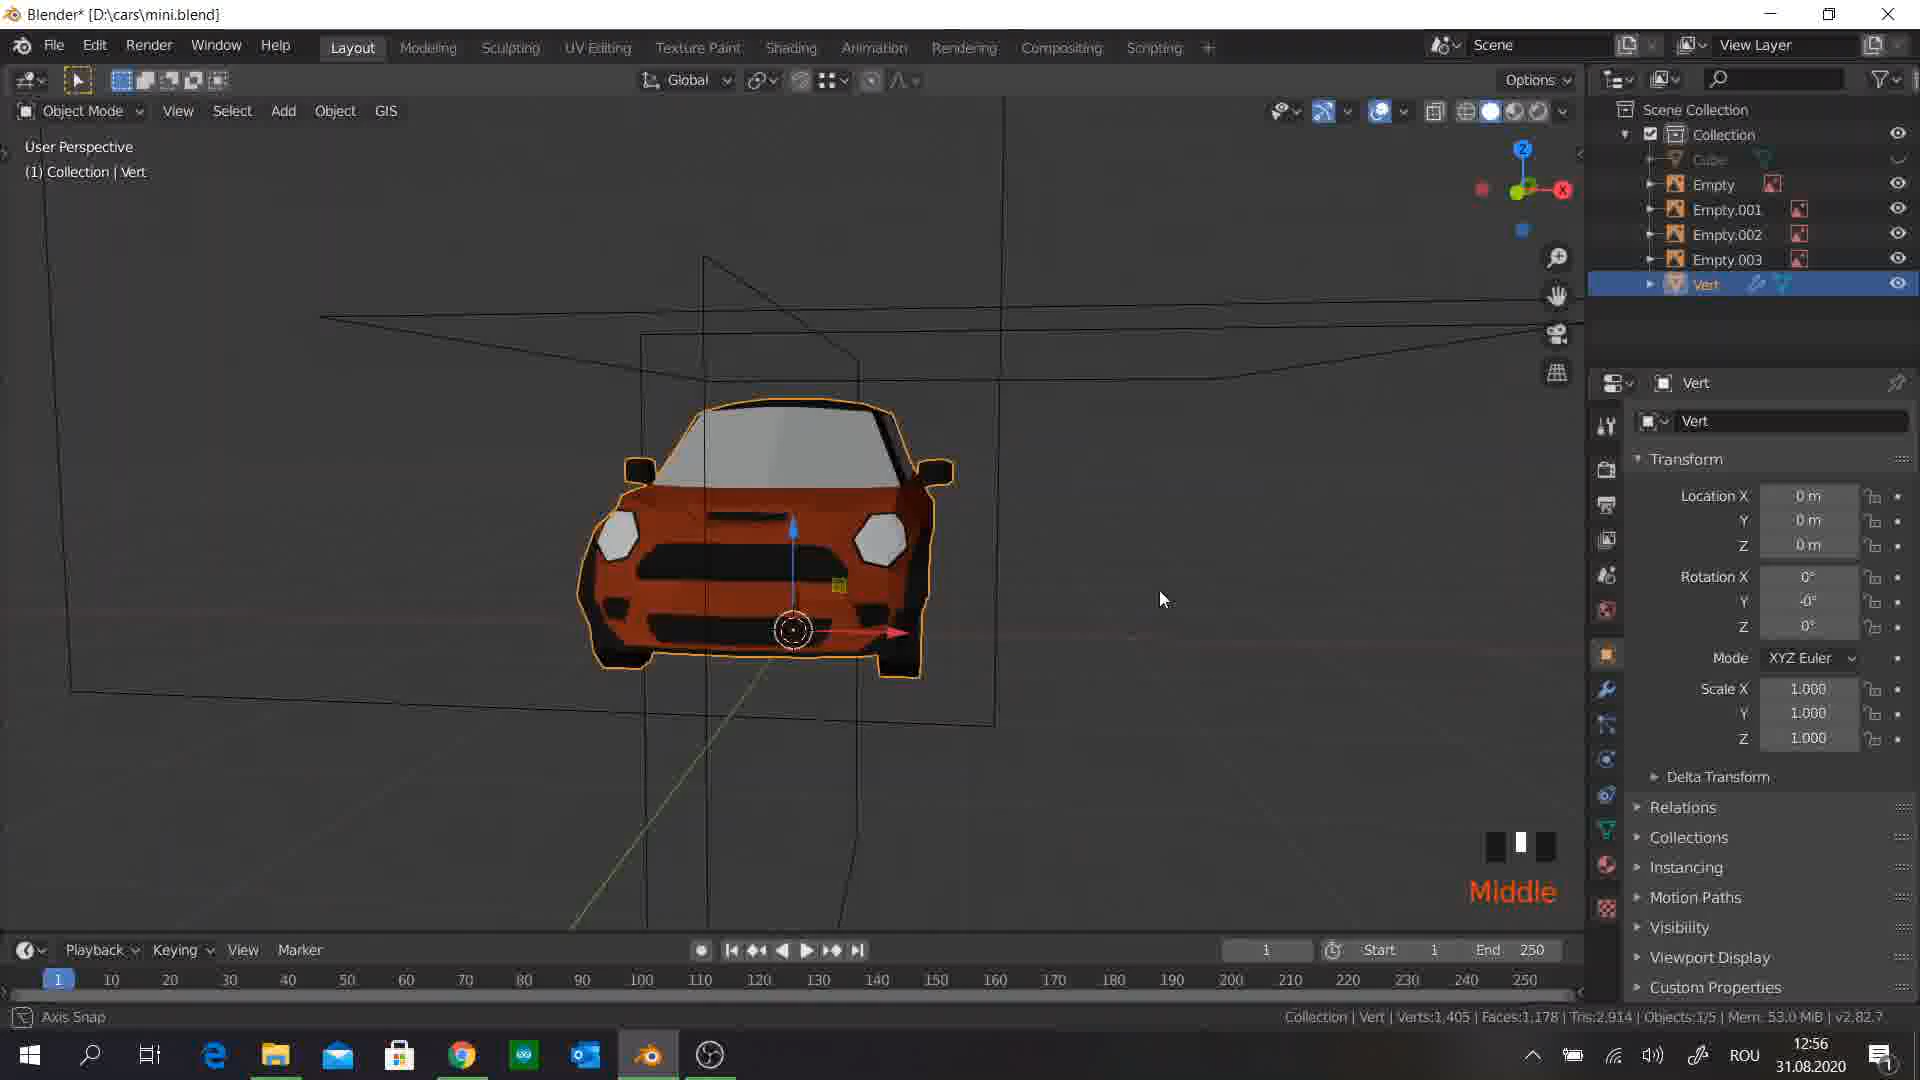 Blender* [D:\cars\mini.blend]
File Edit Render Window Help Layout Modeling Sculpting UV Editing Texture Paint Shading Animation Rendering Compositing Scripting + Scene View Layer
Global Options
Object Mode View Select Add Object GIS
User Perspective
(1) Collection | Vert
Z
X
Scene Collection
Collection
Cube
Empty
Empty.001
Empty.002
Empty.003
Vert
Vert
Vert
Transform
Location X 0 m
Y 0 m
Z 0 m
Rotation X 0°
Y -0°
Z 0°
Mode XYZ Euler
Scale X 1.000
Y 1.000
Z 1.000
Delta Transform
Relations
Collections
Instancing
Motion Paths
Visibility
Viewport Display
Custom Properties
Middle
Playback Keying View Marker 1 Start 1 End 250
1 10 20 30 40 50 60 70 80 90 100 110 120 130 140 150 160 170 180 190 200 210 220 230 240 250
Axis Snap
Collection | Vert | Verts:1,405 | Faces:1,178 | Tris:2,914 | Objects:1/5 | Mem: 53.0 MiB | v2.82.7
ROU
12:56
31.08.2020
1